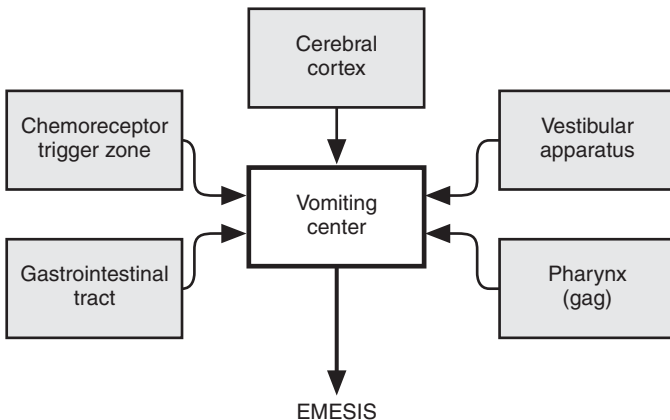 Cerebral
cortex
Chemoreceptor
trigger zone
Vestibular
apparatus
Vomiting
center
Gastrointestinal
tract
Pharynx
(gag)
EMESIS